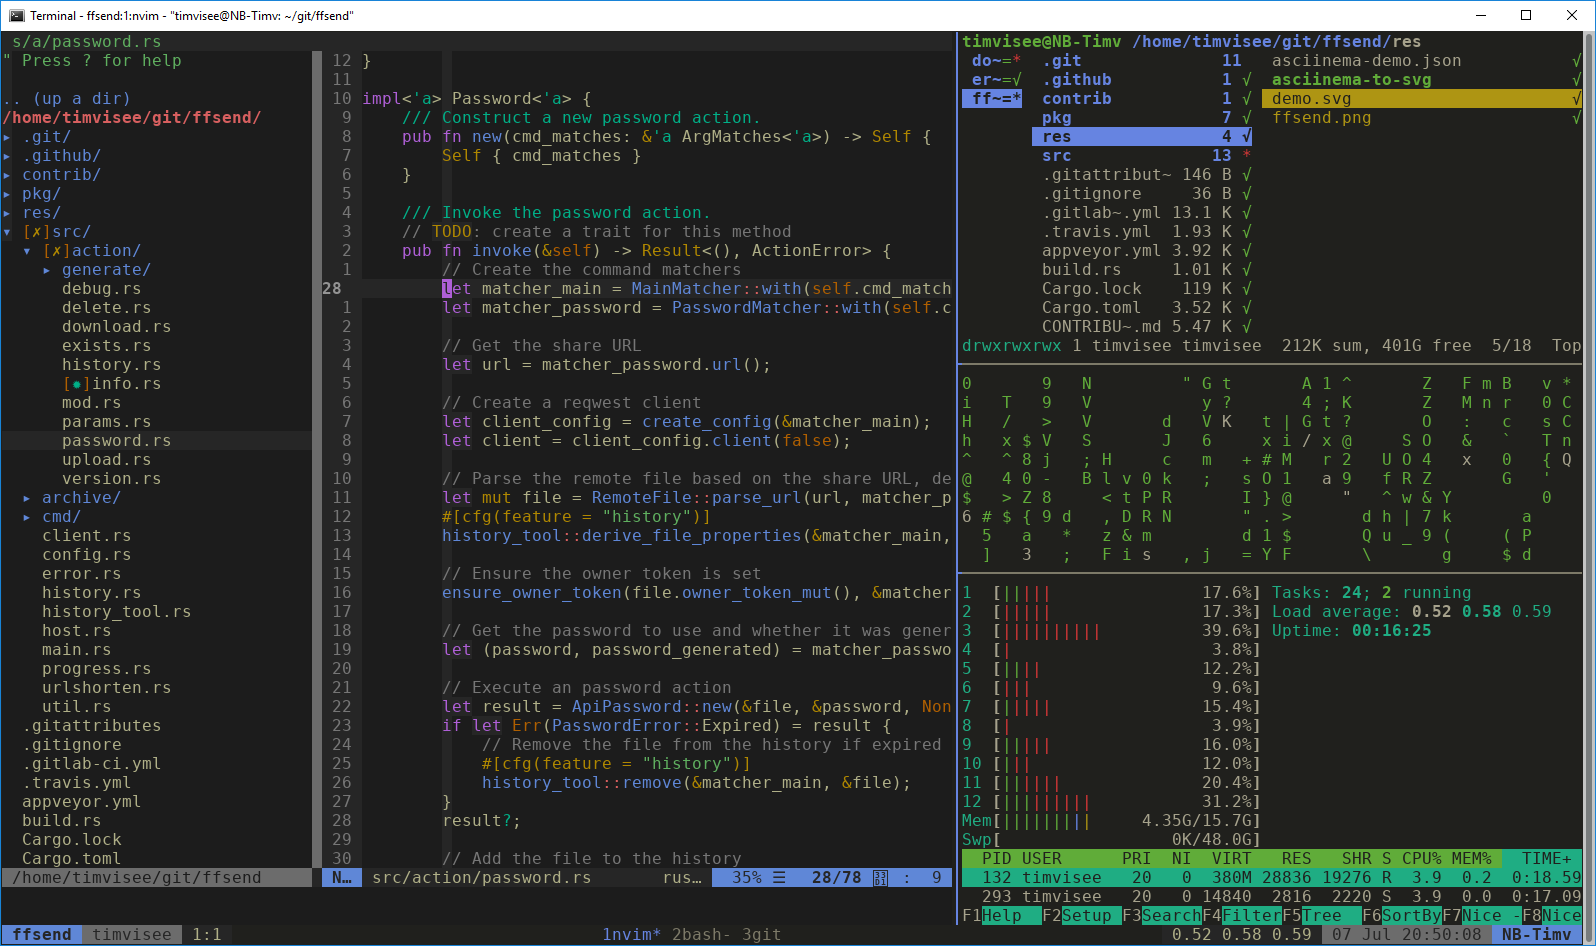 Terminal - ffsend:1:nvim - "timvisee@NB-Timv: ~/git/ffsend"
s/a/password.rs
" Press ? for help
.. (up a dir)
/home/timvisee/git/ffsend/
▸ .git/
▸ .github/
▸ contrib/
▸ pkg/
▸ res/
▾ [✗]src/
▾ [✗]action/
▸ generate/
debug.rs
delete.rs
download.rs
exists.rs
history.rs
[✹]info.rs
mod.rs
params.rs
password.rs
upload.rs
version.rs
▸ archive/
▸ cmd/
client.rs
config.rs
error.rs
history.rs
history_tool.rs
host.rs
main.rs
progress.rs
urlshorten.rs
util.rs
.gitattributes
.gitignore
.gitlab-ci.yml
.travis.yml
appveyor.yml
build.rs
Cargo.lock
Cargo.toml
/home/timvisee/git/ffsend
12 }
11
10 impl<'a> Password<'a> {
9 /// Construct a new password action.
8 pub fn new(cmd_matches: &'a ArgMatches<'a>) -> Self {
7 Self { cmd_matches }
6 }
5
4 /// Invoke the password action.
3 // TODO: create a trait for this method
2 pub fn invoke(&self) -> Result<(), ActionError> {
1 // Create the command matchers
28 let matcher_main = MainMatcher::with(self.cmd_match
1 let matcher_password = PasswordMatcher::with(self.c
2
3 // Get the share URL
4 let url = matcher_password.url();
5
6 // Create a reqwest client
7 let client_config = create_config(&matcher_main);
8 let client = client_config.client(false);
9
10 // Parse the remote file based on the share URL, de
11 let mut file = RemoteFile::parse_url(url, matcher_p
12 #[cfg(feature = "history")]
13 history_tool::derive_file_properties(&matcher_main,
14
15 // Ensure the owner token is set
16 ensure_owner_token(file.owner_token_mut(), &matcher
17
18 // Get the password to use and whether it was gener
19 let (password, password_generated) = matcher_passwo
20
21 // Execute an password action
22 let result = ApiPassword::new(&file, &password, Non
23 if let Err(PasswordError::Expired) = result {
24 // Remove the file from the history if expired
25 #[cfg(feature = "history")]
26 history_tool::remove(&matcher_main, &file);
27 }
28 result?;
29
30 // Add the file to the history
N… src/action/password.rs rus… 35% ☰ 28/78 : 9
timvisee@NB-Timv /home/timvisee/git/ffsend/res
do~=* .git 11 asciinema-demo.json √
er~=√ .github 1 √ asciinema-to-svg √
ff~=* contrib 1 √ demo.svg √
pkg 7 √ ffsend.png √
res 4 √
src 13 *
.gitattribut~ 146 B √
.gitignore 36 B √
.gitlab~.yml 13.1 K √
.travis.yml 1.93 K √
appveyor.yml 3.92 K √
build.rs 1.01 K √
Cargo.lock 119 K √
Cargo.toml 3.52 K √
CONTRIBU~.md 5.47 K √
drwxrwxrwx 1 timvisee timvisee 212K sum, 401G free 5/18 Top
0 9 N " G t A 1 ^ Z F m B v *
i T 9 V y ? 4 ; K Z M n r 0 C
H / > V d V K t | G t ? O : c s C
h x $ V S J 6 x i / x @ S O & ` T n
^ ^ 8 j ; H c m + # M r 2 U O 4 x 0 { Q
@ 4 0 - B l v 0 k ; s O 1 a 9 f R Z G '
$ > Z 8 < t P R I } @ " ^ w & Y 0
6 # $ { 9 d , D R N " . > d h | 7 k a
5 a * z & m d 1 $ Q u _ 9 ( ( P
] 3 ; F i s , j = Y F \ g $ d
1 [||||| 17.6%] Tasks: 24; 2 running
2 [||||| 17.3%] Load average: 0.52 0.58 0.59
3 [|||||||||| 39.6%] Uptime: 00:16:25
4 [| 3.8%]
5 [|||| 12.2%]
6 [||| 9.6%]
7 [||||| 15.4%]
8 [| 3.9%]
9 [||||| 16.0%]
10 [||| 12.0%]
11 [|||||| 20.4%]
12 [||||||||| 31.2%]
Mem[||||||||| 4.35G/15.7G]
Swp[ 0K/48.0G]
PID USER PRI NI VIRT RES SHR S CPU% MEM% TIME+
132 timvisee 20 0 380M 28836 19276 R 3.9 0.2 0:18.59
293 timvisee 20 0 14840 2816 2220 S 3.9 0.0 0:17.09
F1Help F2Setup F3SearchF4FilterF5Tree F6SortByF7Nice -F8Nice
ffsend timvisee 1:1 1nvim* 2bash- 3git 0.52 0.58 0.59 07 Jul 20:50:08 NB-Timv